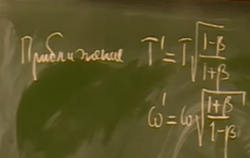 Приближение T' = T√((1-β)/(1+β))
ω' = ω√((1+β)/(1-β))